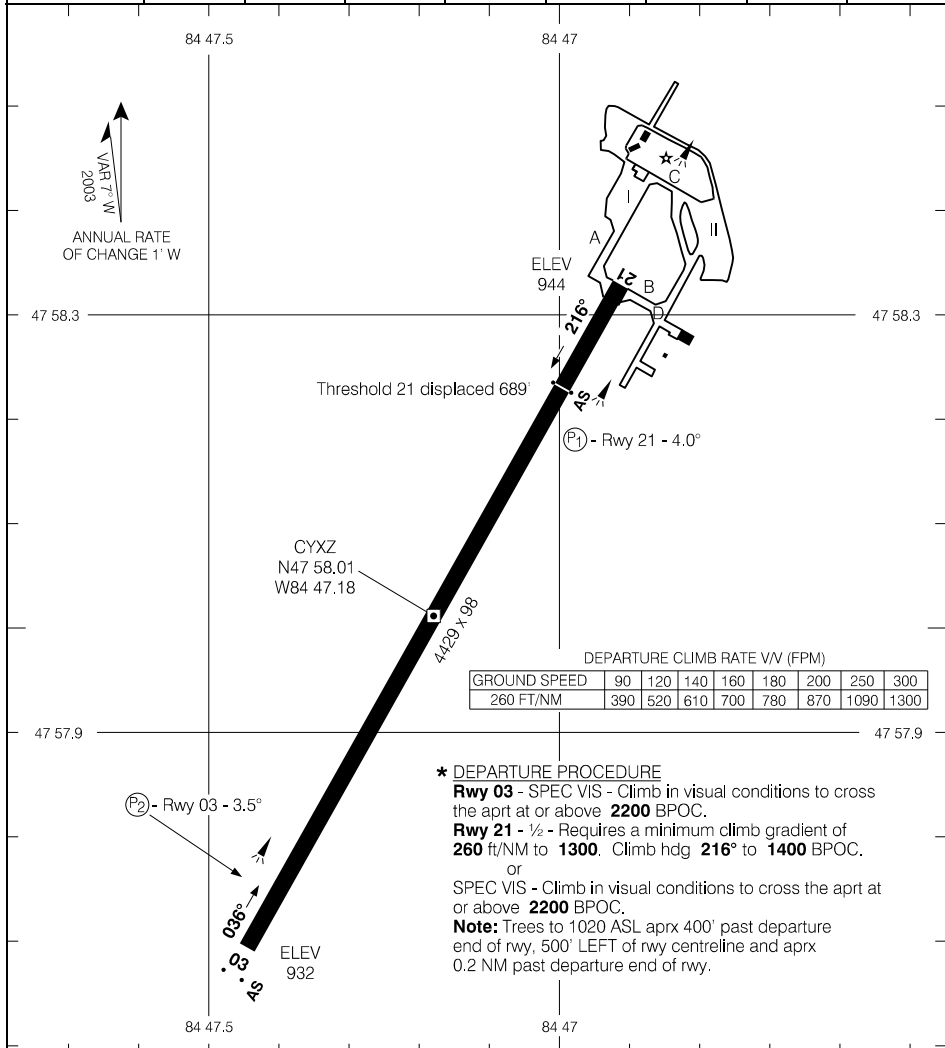 84 47.5
84 47
VAR 7° W
2003
ANNUAL RATE
OF CHANGE 1' W
C
I
II
A
ELEV
944
21
B
D
216°
47 58.3
47 58.3
Threshold 21 displaced 689'
AS
P1 - Rwy 21 - 4.0°
CYXZ
N47 58.01
W84 47.18
4429 x 98
DEPARTURE CLIMB RATE V/V (FPM)
GROUND SPEED 90 120 140 160 180 200 250 300
260 FT/NM 390 520 610 700 780 870 1090 1300
47 57.9
47 57.9
* DEPARTURE PROCEDURE
Rwy 03 - SPEC VIS - Climb in visual conditions to cross
the aprt at or above 2200 BPOC.
Rwy 21 - ½ - Requires a minimum climb gradient of
260 ft/NM to 1300. Climb hdg 216° to 1400 BPOC.
or
SPEC VIS - Climb in visual conditions to cross the aprt at
or above 2200 BPOC.
Note: Trees to 1020 ASL aprx 400' past departure
end of rwy, 500' LEFT of rwy centreline and aprx
0.2 NM past departure end of rwy.
P2 - Rwy 03 - 3.5°
036°
03
AS
ELEV
932
84 47.5
84 47